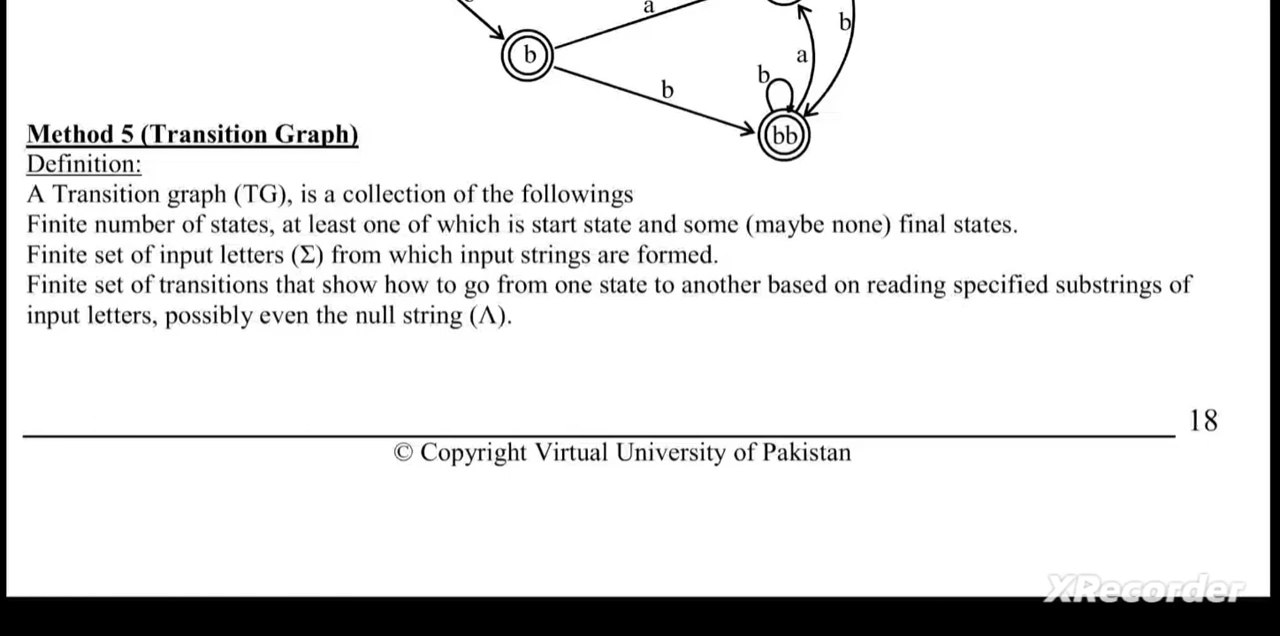 a
b
b
a
b
b
bb
Method 5 (Transition Graph)
Definition:
A Transition graph (TG), is a collection of the followings
Finite number of states, at least one of which is start state and some (maybe none) final states.
Finite set of input letters (Σ) from which input strings are formed.
Finite set of transitions that show how to go from one state to another based on reading specified substrings of
input letters, possibly even the null string (Λ).
18
© Copyright Virtual University of Pakistan
XRecorder